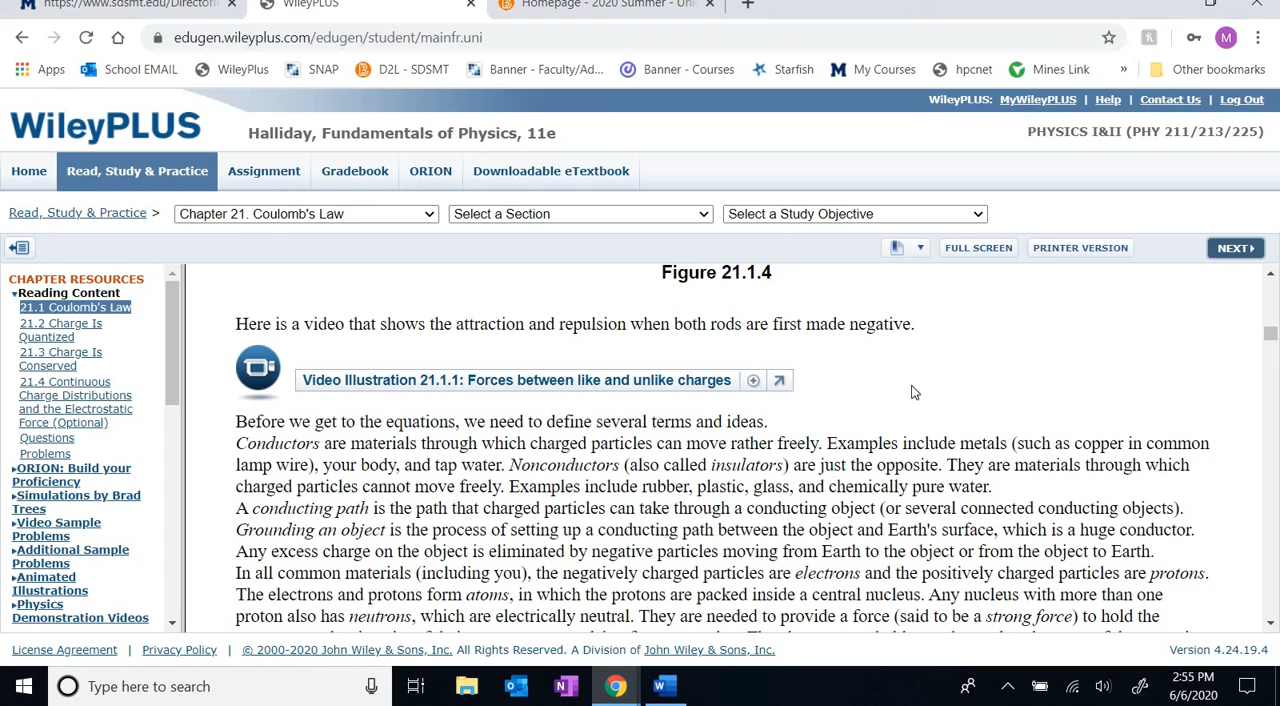 https://www.sdsmt.edu/Director
WileyPLUS
Homepage - 2020 Summer - Uni
edugen.wileyplus.com/edugen/student/mainfr.uni
M
Apps School EMAIL WileyPlus SNAP D2L - SDSMT Banner - Faculty/Ad... Banner - Courses Starfish My Courses hpcnet Mines Link » Other bookmarks
WileyPLUS: MyWileyPLUS | Help | Contact Us | Log Out
WileyPLUS Halliday, Fundamentals of Physics, 11e PHYSICS I&II (PHY 211/213/225)
Home Read, Study & Practice Assignment Gradebook ORION Downloadable eTextbook
Read, Study & Practice > Chapter 21. Coulomb's Law Select a Section Select a Study Objective
FULL SCREEN PRINTER VERSION NEXT
CHAPTER RESOURCES
Reading Content
21.1 Coulomb's Law
21.2 Charge Is
Quantized
21.3 Charge Is
Conserved
21.4 Continuous
Charge Distributions
and the Electrostatic
Force (Optional)
Questions
Problems
ORION: Build your
Proficiency
Simulations by Brad
Trees
Video Sample
Problems
Additional Sample
Problems
Animated
Illustrations
Physics
Demonstration Videos
Figure 21.1.4
Here is a video that shows the attraction and repulsion when both rods are first made negative.
Video Illustration 21.1.1: Forces between like and unlike charges
Before we get to the equations, we need to define several terms and ideas.
Conductors are materials through which charged particles can move rather freely. Examples include metals (such as copper in common
lamp wire), your body, and tap water. Nonconductors (also called insulators) are just the opposite. They are materials through which
charged particles cannot move freely. Examples include rubber, plastic, glass, and chemically pure water.
A conducting path is the path that charged particles can take through a conducting object (or several connected conducting objects).
Grounding an object is the process of setting up a conducting path between the object and Earth's surface, which is a huge conductor.
Any excess charge on the object is eliminated by negative particles moving from Earth to the object or from the object to Earth.
In all common materials (including you), the negatively charged particles are electrons and the positively charged particles are protons.
The electrons and protons form atoms, in which the protons are packed inside a central nucleus. Any nucleus with more than one
proton also has neutrons, which are electrically neutral. They are needed to provide a force (said to be a strong force) to hold the
License Agreement | Privacy Policy | © 2000-2020 John Wiley & Sons, Inc. All Rights Reserved. A Division of John Wiley & Sons, Inc. Version 4.24.19.4
Type here to search
2:55 PM
6/6/2020